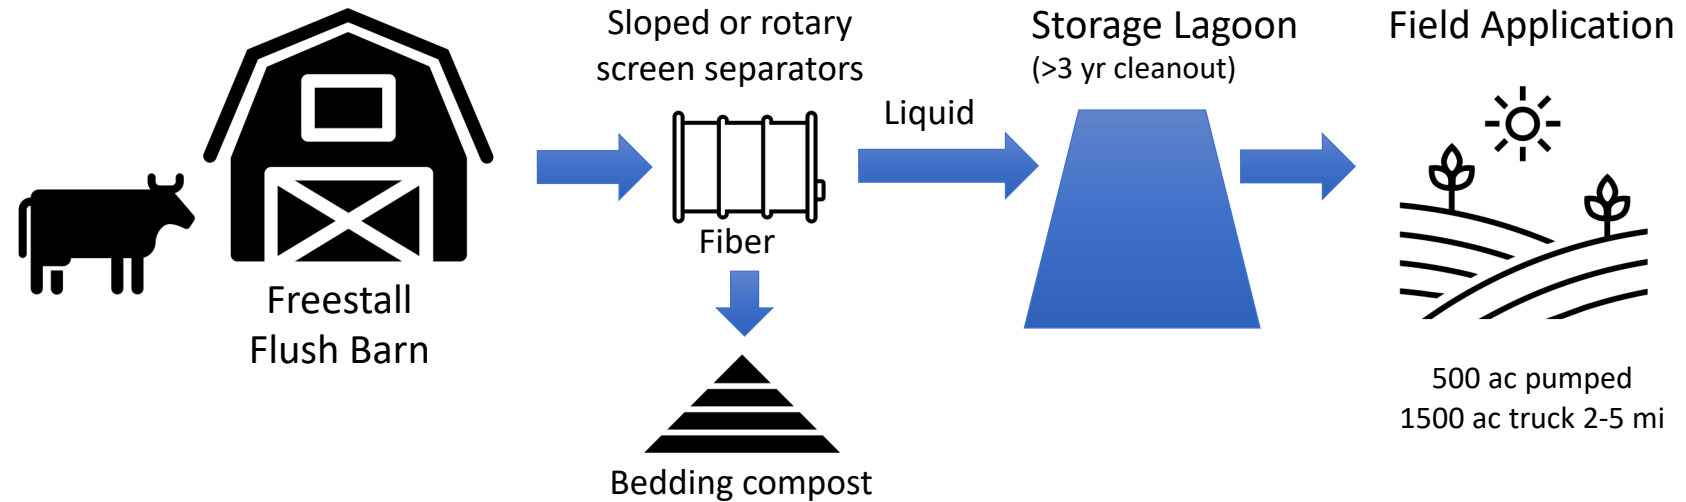 Freestall
Flush Barn
Sloped or rotary
screen separators
Fiber
Bedding compost
Liquid
Storage Lagoon
(>3 yr cleanout)
Field Application
500 ac pumped
1500 ac truck 2-5 mi